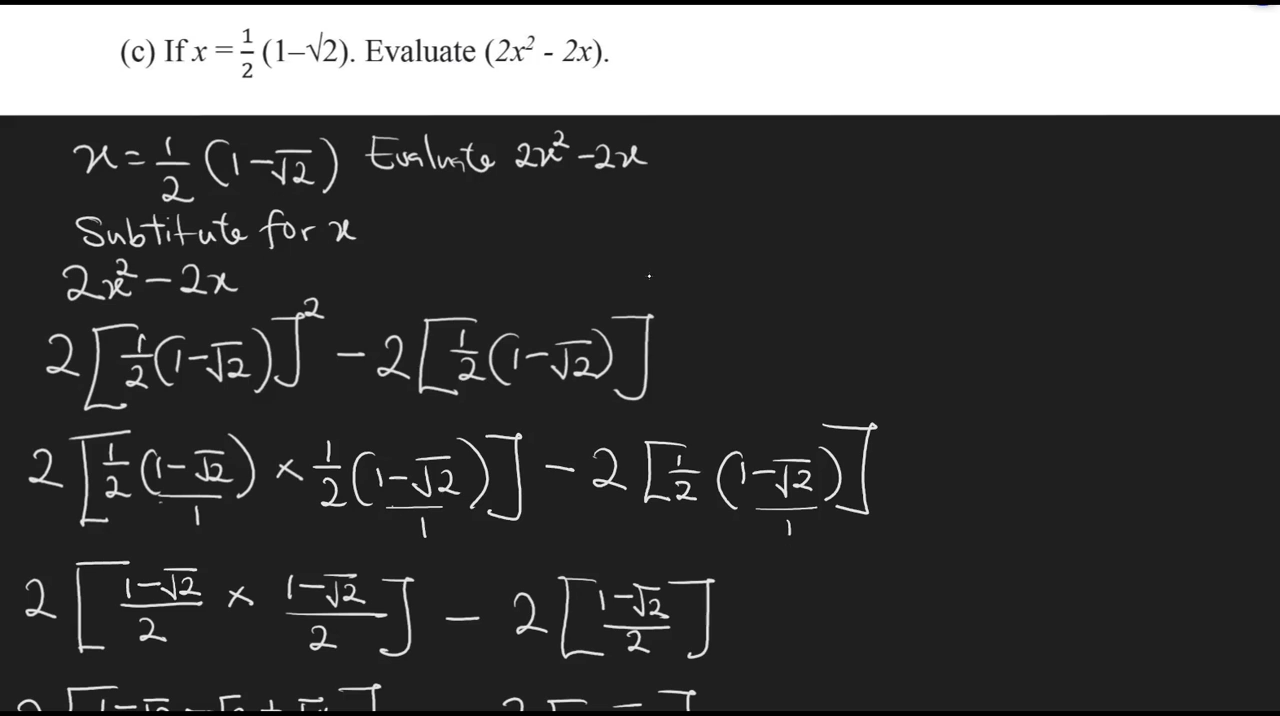 (c) If x = 1/2 (1–√2). Evaluate (2x² - 2x).
x = 1/2 (1-√2) Evaluate 2x² - 2x
Subtitute for x
2x² - 2x
2[1/2(1-√2)]² - 2[1/2(1-√2)]
2[1/2 (1-√2)/1 × 1/2 (1-√2)/1] - 2[1/2 (1-√2)/1]
2[(1-√2)/2 × (1-√2)/2] - 2[(1-√2)/2]